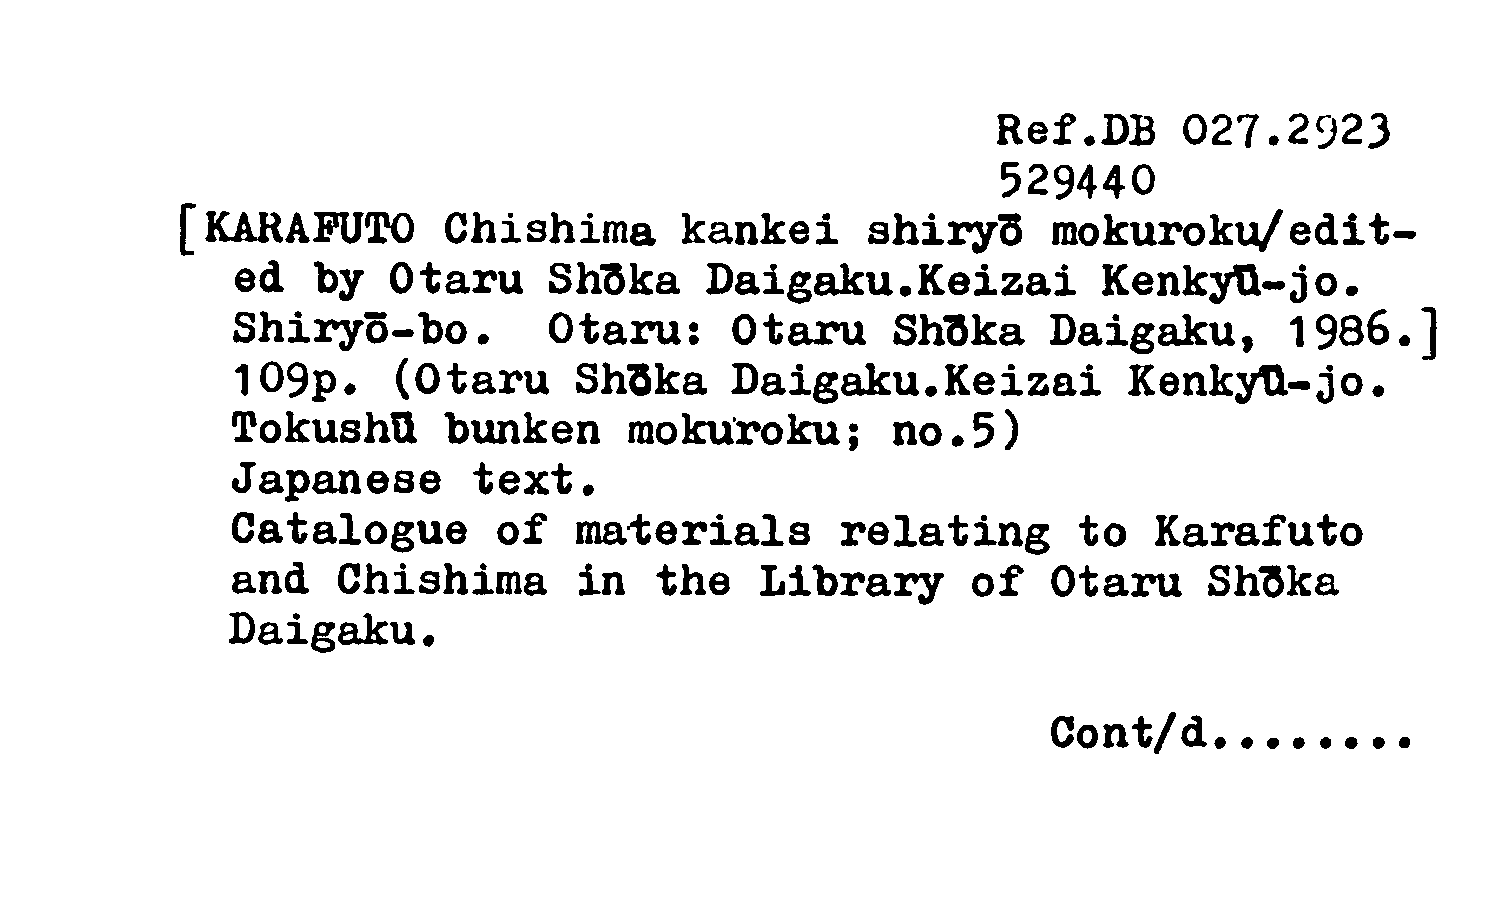 Ref.DB 027.2923
529440
[KARAFUTO Chishima kankei shiryō mokuroku/edit-
ed by Otaru Shōka Daigaku.Keizai Kenkyū-jo.
Shiryō-bo. Otaru: Otaru Shōka Daigaku, 1986.]
109p. (Otaru Shōka Daigaku.Keizai Kenkyū-jo.
Tokushū bunken mokuroku; no.5)
Japanese text.
Catalogue of materials relating to Karafuto
and Chishima in the Library of Otaru Shōka
Daigaku.
Cont/d........